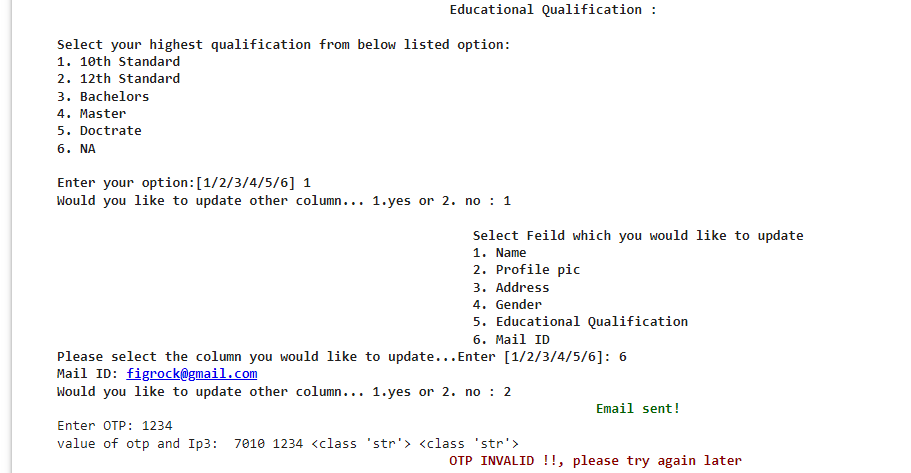 Educational Qualification :
Select your highest qualification from below listed option:
1. 10th Standard
2. 12th Standard
3. Bachelors
4. Master
5. Doctrate
6. NA
Enter your option:[1/2/3/4/5/6] 1
Would you like to update other column... 1.yes or 2. no : 1
Select Feild which you would like to update
1. Name
2. Profile pic
3. Address
4. Gender
5. Educational Qualification
6. Mail ID
Please select the column you would like to update...Enter [1/2/3/4/5/6]: 6
Mail ID: figrock@gmail.com
Would you like to update other column... 1.yes or 2. no : 2
Email sent!
Enter OTP: 1234
value of otp and Ip3:  7010 1234 <class 'str'> <class 'str'>
OTP INVALID !!, please try again later